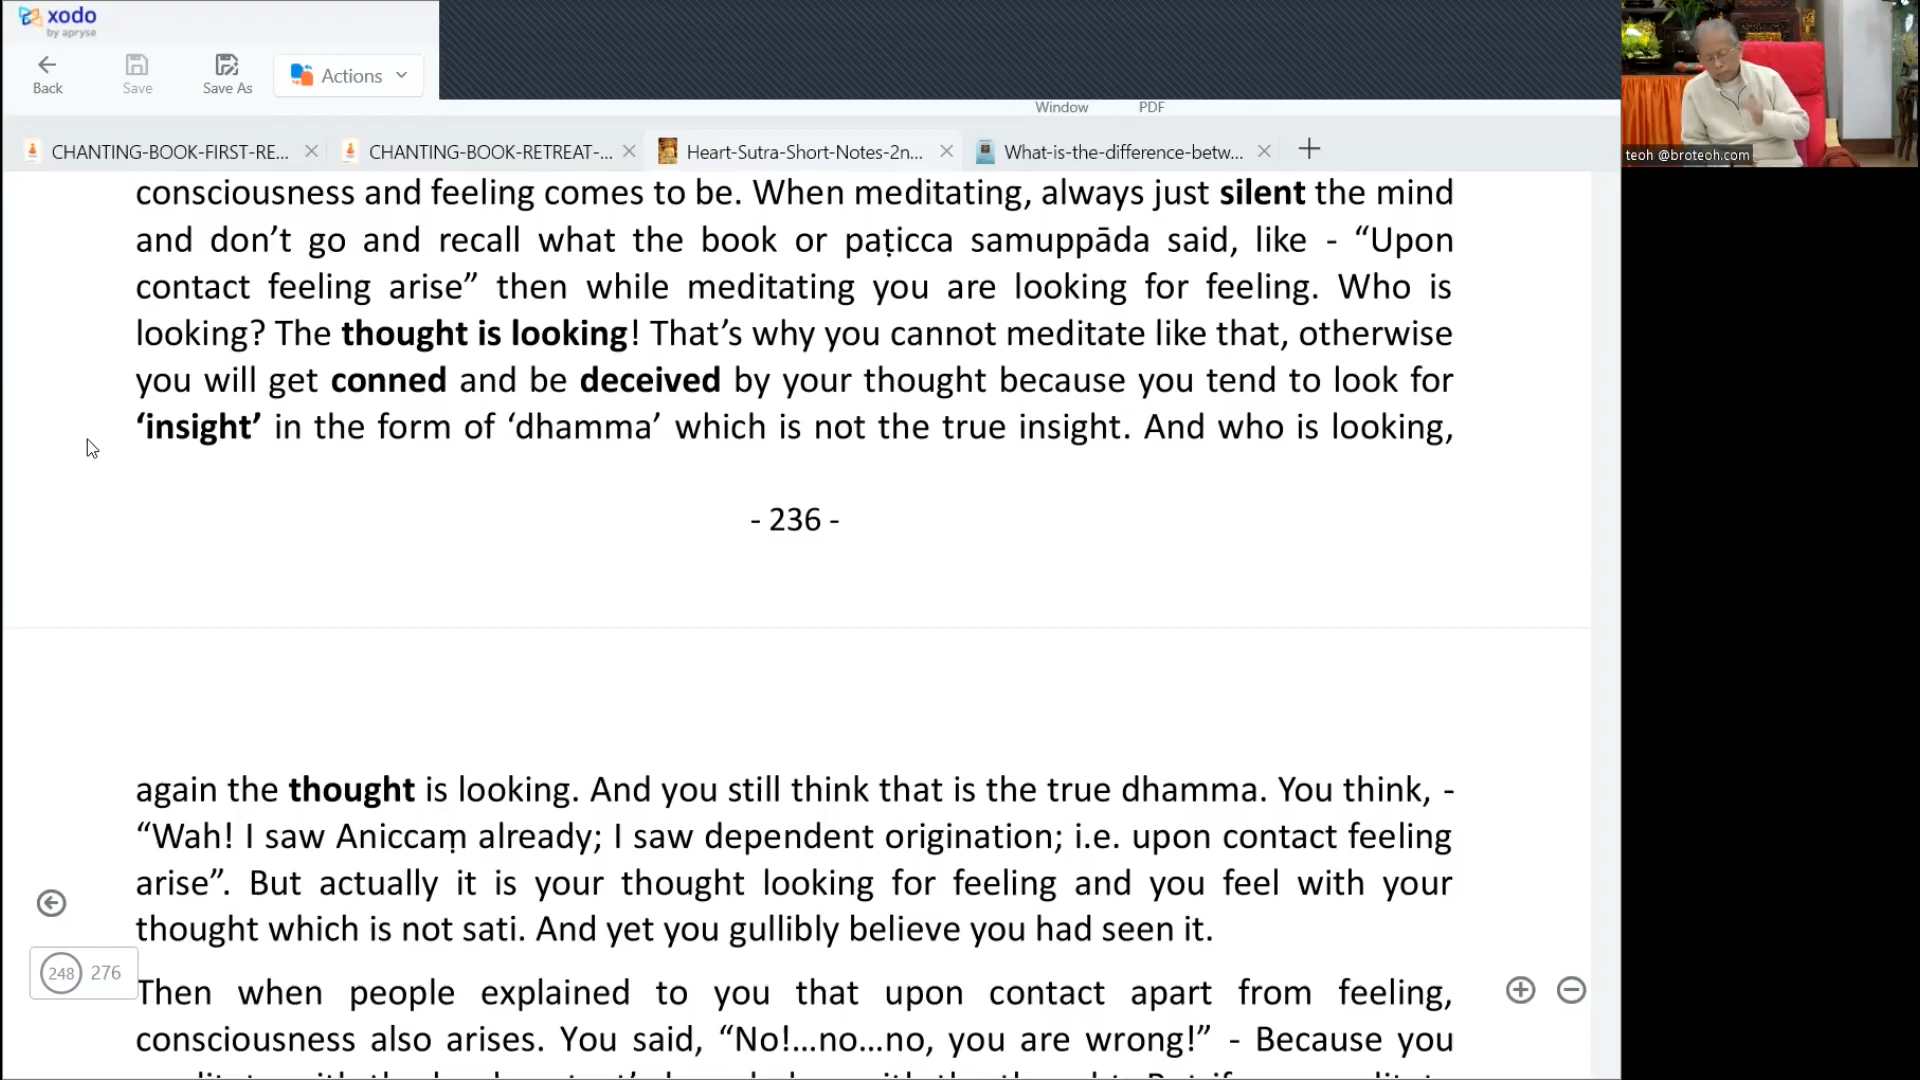 xodo
by apryse
Back
Save
Save As
Actions
Window
PDF
CHANTING-BOOK-FIRST-RE...
CHANTING-BOOK-RETREAT-...
Heart-Sutra-Short-Notes-2n...
What-is-the-difference-betw...
teoh @broteoh.com
consciousness and feeling comes to be. When meditating, always just silent the mind
and don’t go and recall what the book or paṭicca samuppāda said, like - “Upon
contact feeling arise” then while meditating you are looking for feeling. Who is
looking? The thought is looking! That’s why you cannot meditate like that, otherwise
you will get conned and be deceived by your thought because you tend to look for
‘insight’ in the form of ‘dhamma’ which is not the true insight. And who is looking,
- 236 -
again the thought is looking. And you still think that is the true dhamma. You think, -
“Wah! I saw Aniccaṃ already; I saw dependent origination; i.e. upon contact feeling
arise”. But actually it is your thought looking for feeling and you feel with your
thought which is not sati. And yet you gullibly believe you had seen it.
248 276
Then when people explained to you that upon contact apart from feeling,
consciousness also arises. You said, “No!...no...no, you are wrong!” - Because you